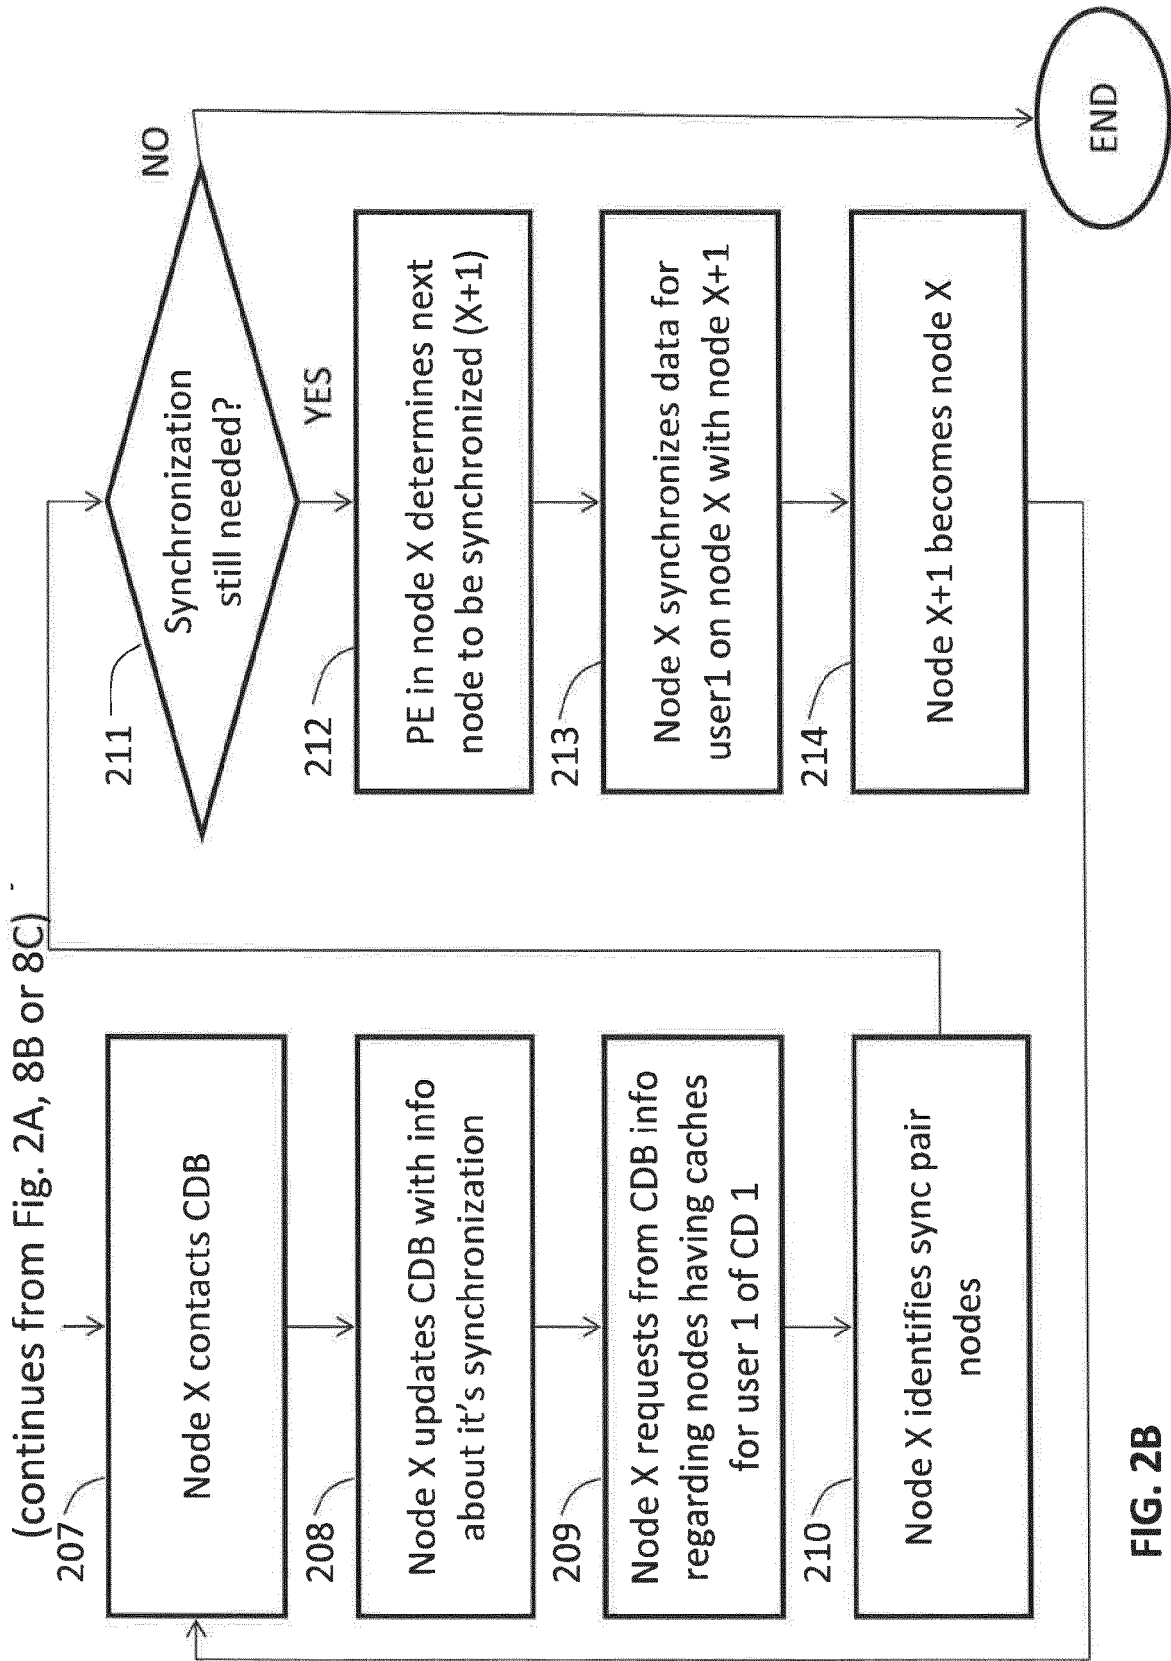 (continues from Fig. 2A, 8B or 8C)
207
Node X contacts CDB
208
Node X updates CDB with info
about it's synchronization
209
Node X requests from CDB info
regarding nodes having caches
for user 1 of CD 1
210
Node X identifies sync pair
nodes
211
Synchronization
still needed?
NO
YES
212
PE in node X determines next
node to be synchronized (X+1)
213
Node X synchronizes data for
user1 on node X with node X+1
214
Node X+1 becomes node X
END
FIG. 2B